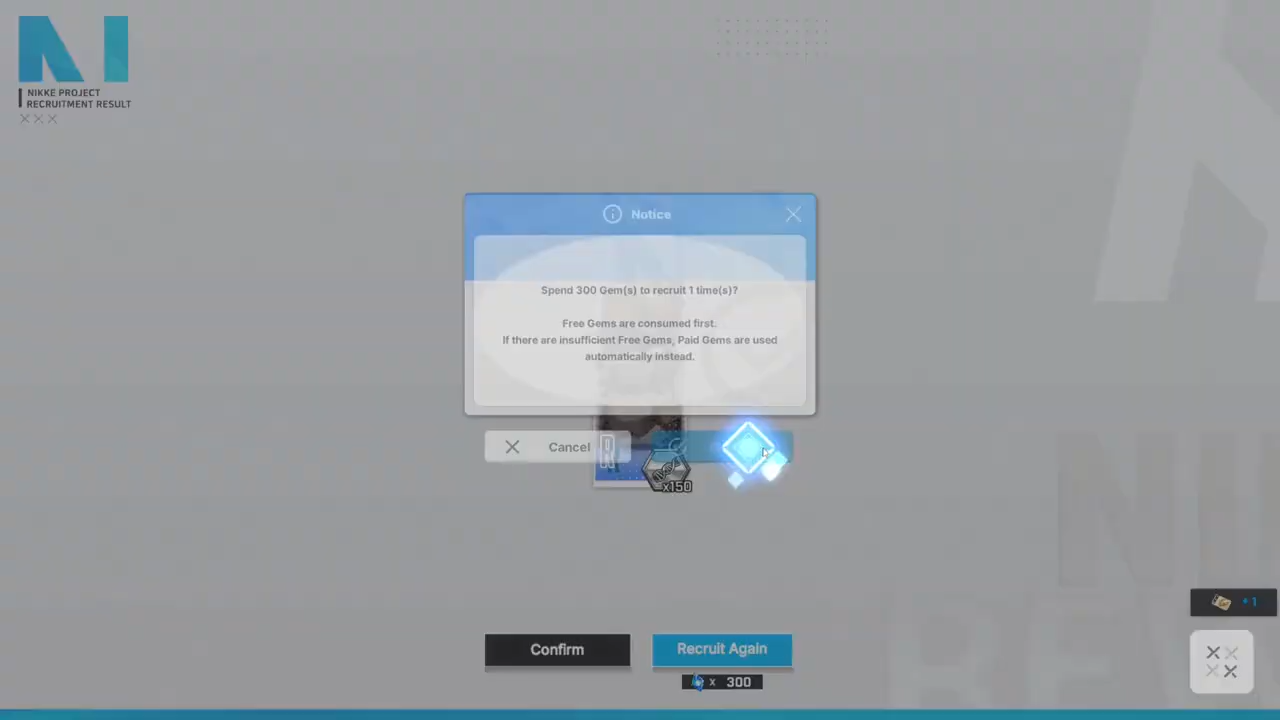 NIKKE PROJECT
RECRUITMENT RESULT
Notice
Spend 300 Gem(s) to recruit 1 time(s)?
Free Gems are consumed first.
If there are insufficient Free Gems, Paid Gems are used
automatically instead.
Cancel
R
x150
+1
Confirm
Recruit Again
x 300